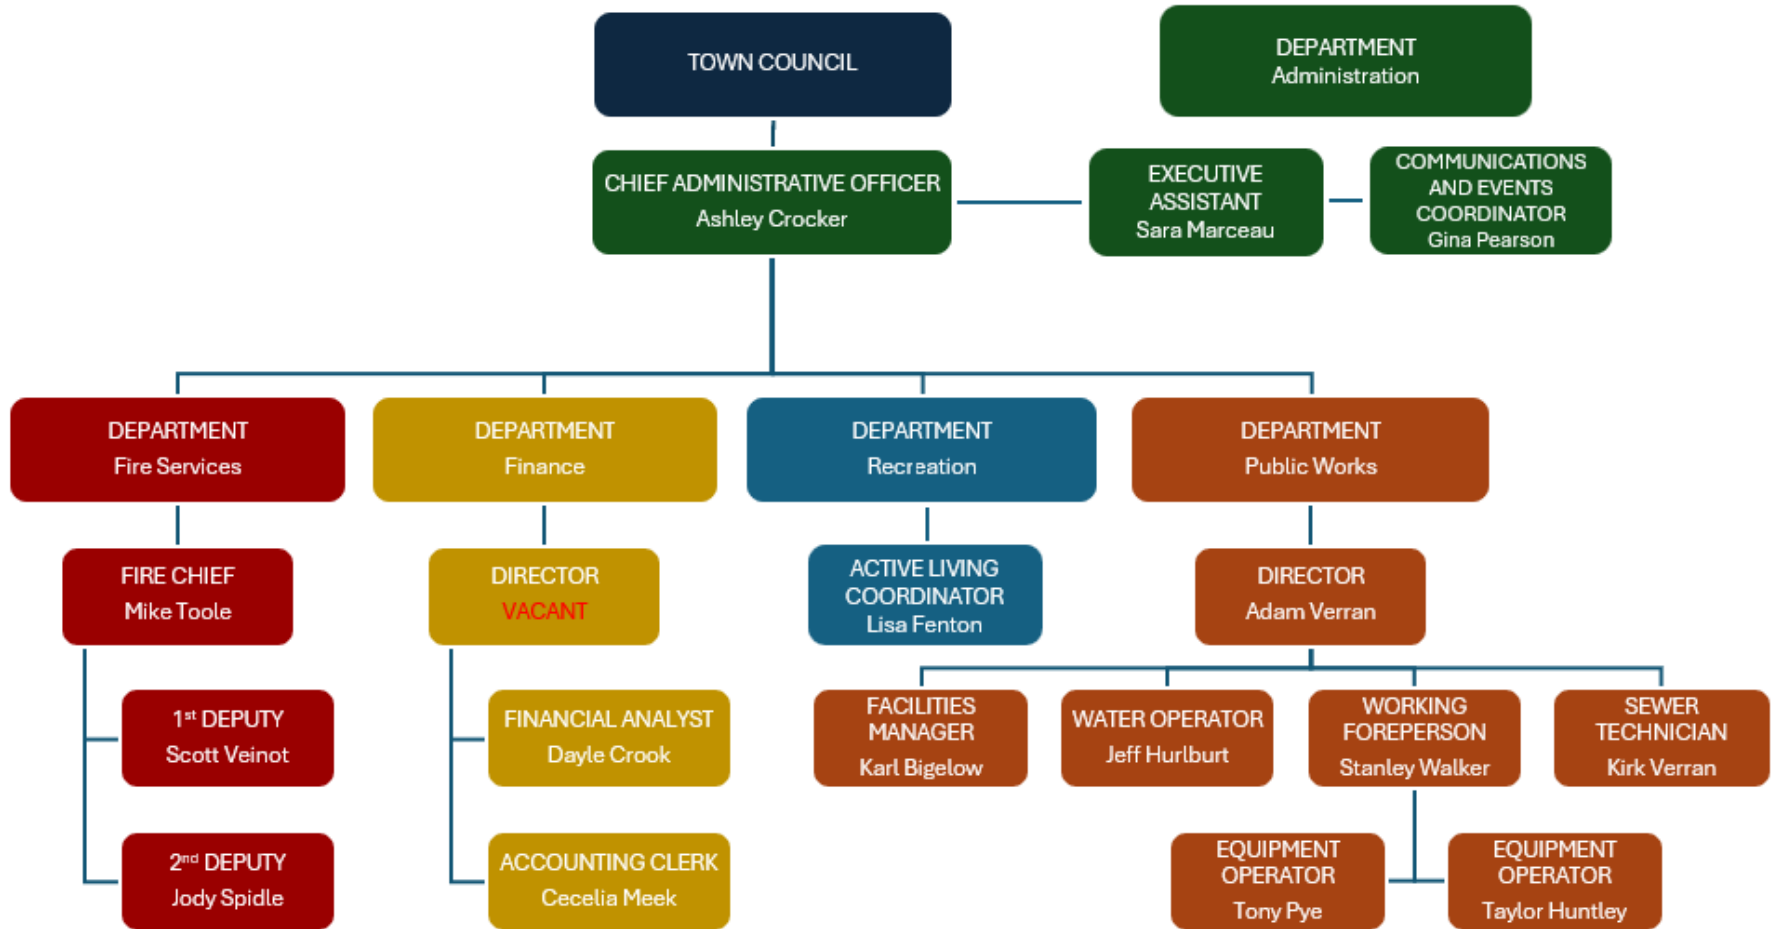 TOWN COUNCIL
DEPARTMENT
Administration
CHIEF ADMINISTRATIVE OFFICER
Ashley Crocker
EXECUTIVE
ASSISTANT
Sara Marceau
COMMUNICATIONS
AND EVENTS
COORDINATOR
Gina Pearson
DEPARTMENT
Fire Services
DEPARTMENT
Finance
DEPARTMENT
Recreation
DEPARTMENT
Public Works
FIRE CHIEF
Mike Toole
DIRECTOR
VACANT
ACTIVE LIVING
COORDINATOR
Lisa Fenton
DIRECTOR
Adam Verran
1st DEPUTY
Scott Veinot
FINANCIAL ANALYST
Dayle Crook
FACILITIES
MANAGER
Karl Bigelow
WATER OPERATOR
Jeff Hurlburt
WORKING
FOREPERSON
Stanley Walker
SEWER
TECHNICIAN
Kirk Verran
2nd DEPUTY
Jody Spidle
ACCOUNTING CLERK
Cecelia Meek
EQUIPMENT
OPERATOR
Tony Pye
EQUIPMENT
OPERATOR
Taylor Huntley